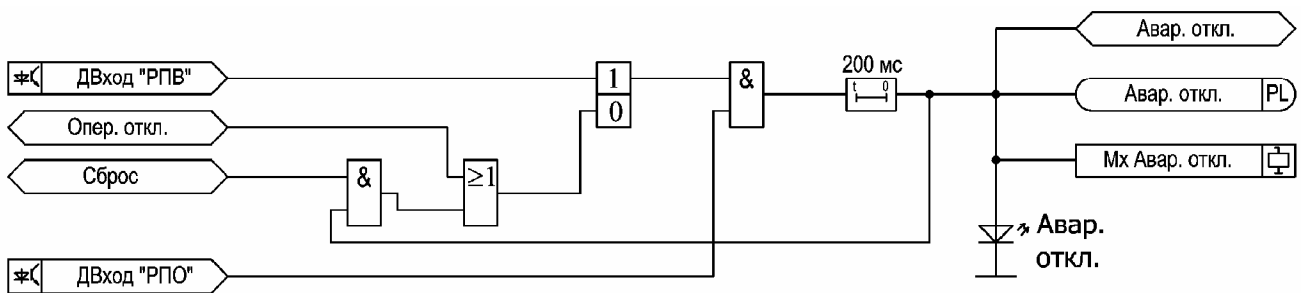 Авар. откл.
ДВход "РПВ"
1
0
&
200 мс
t 0
Авар. откл. PL
Опер. откл.
Сброс
&
≥1
Мх Авар. откл.
Авар.
откл.
ДВход "РПО"